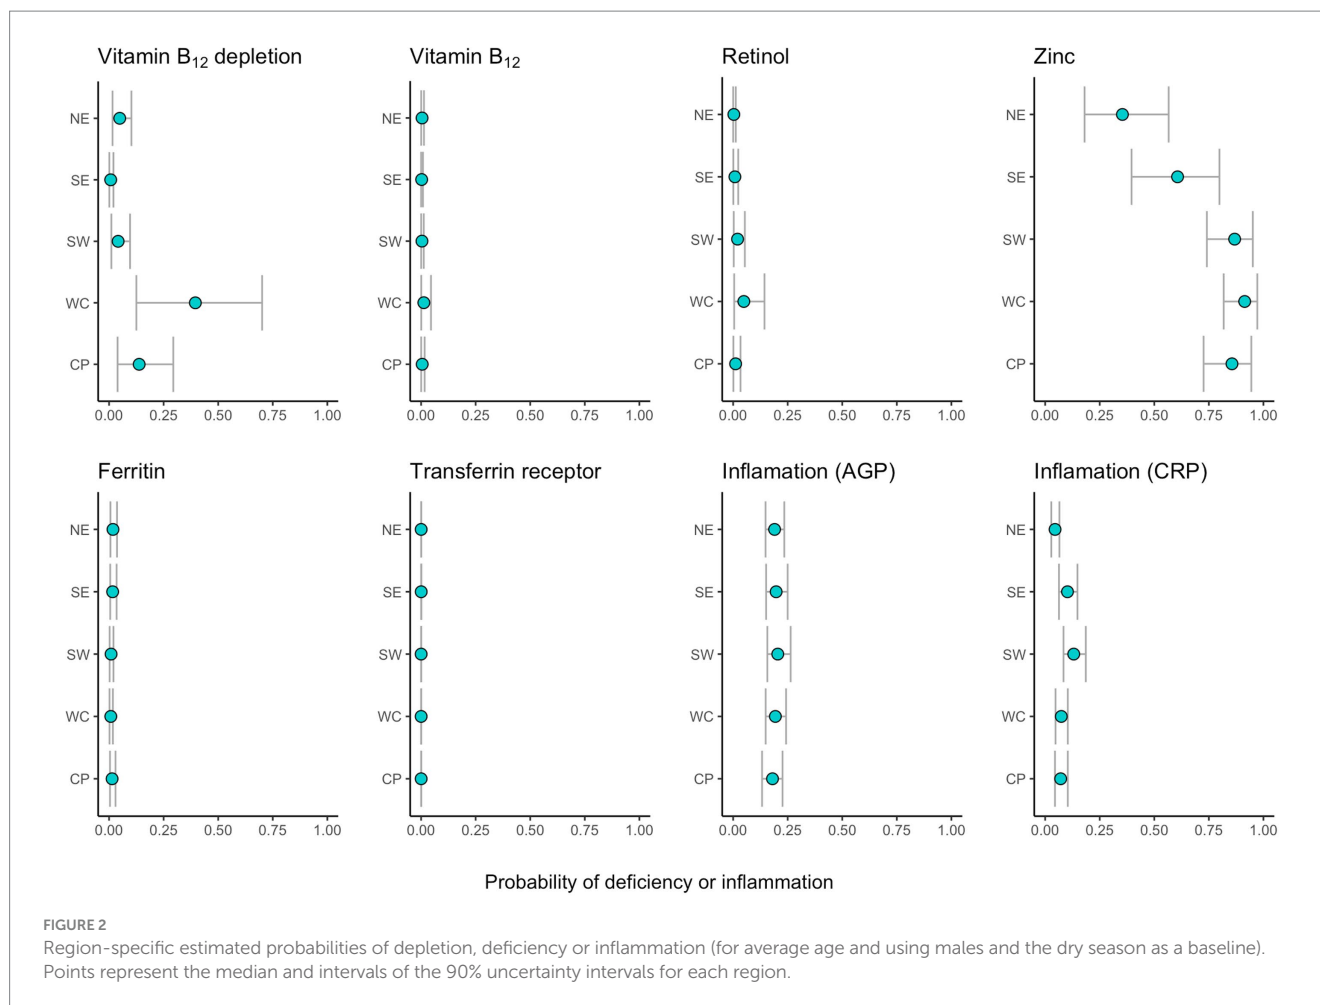 Vitamin B12 depletion
NE
SE
SW
WC
CP
0.00 0.25 0.50 0.75 1.00
Vitamin B12
NE
SE
SW
WC
CP
0.00 0.25 0.50 0.75 1.00
Retinol
NE
SE
SW
WC
CP
0.00 0.25 0.50 0.75 1.00
Zinc
NE
SE
SW
WC
CP
0.00 0.25 0.50 0.75 1.00
Ferritin
NE
SE
SW
WC
CP
0.00 0.25 0.50 0.75 1.00
Transferrin receptor
NE
SE
SW
WC
CP
0.00 0.25 0.50 0.75 1.00
Inflamation (AGP)
NE
SE
SW
WC
CP
0.00 0.25 0.50 0.75 1.00
Inflamation (CRP)
NE
SE
SW
WC
CP
0.00 0.25 0.50 0.75 1.00
Probability of deficiency or inflammation
FIGURE 2
Region-specific estimated probabilities of depletion, deficiency or inflammation (for average age and using males and the dry season as a baseline).
Points represent the median and intervals of the 90% uncertainty intervals for each region.